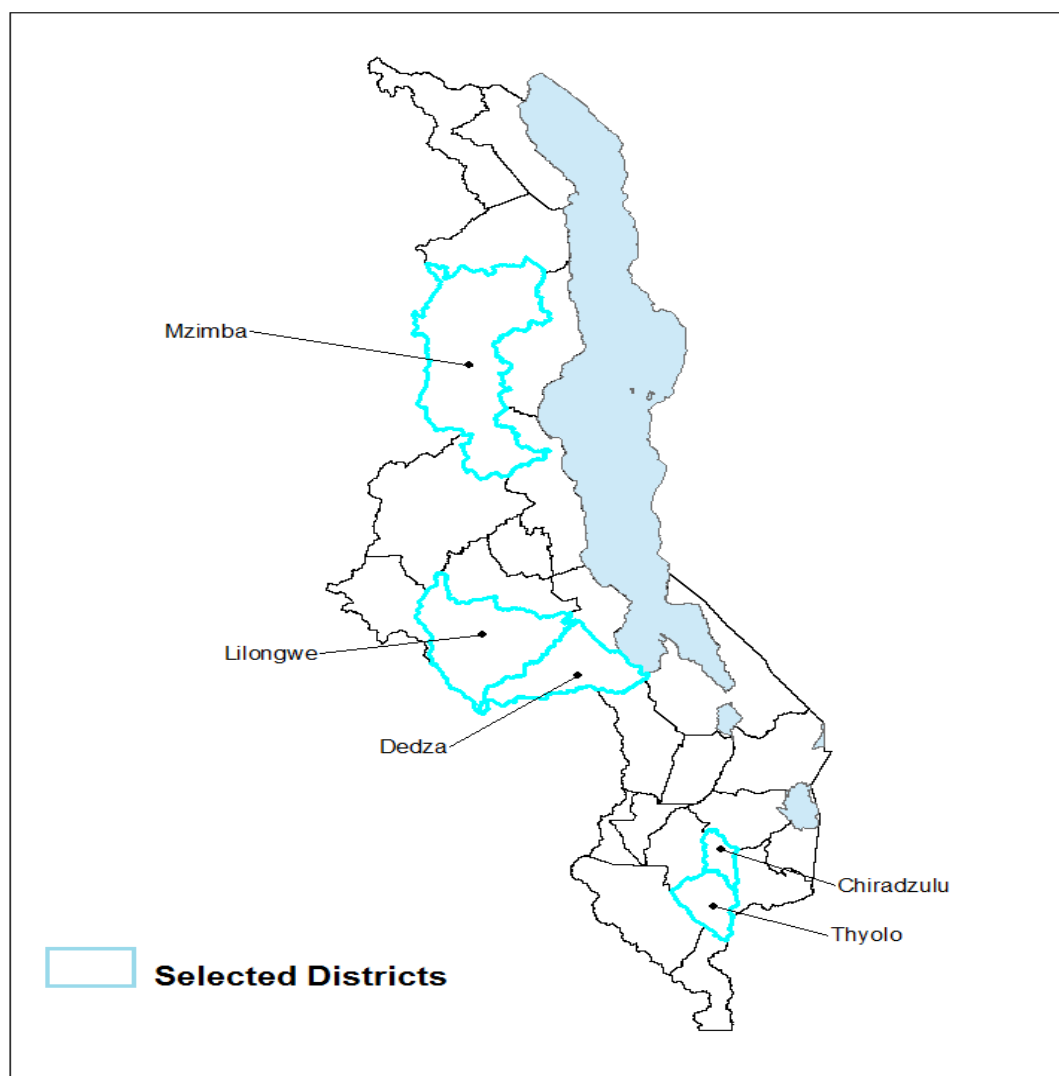 Mzimba
Lilongwe
Dedza
Chiradzulu
Thyolo
Selected Districts